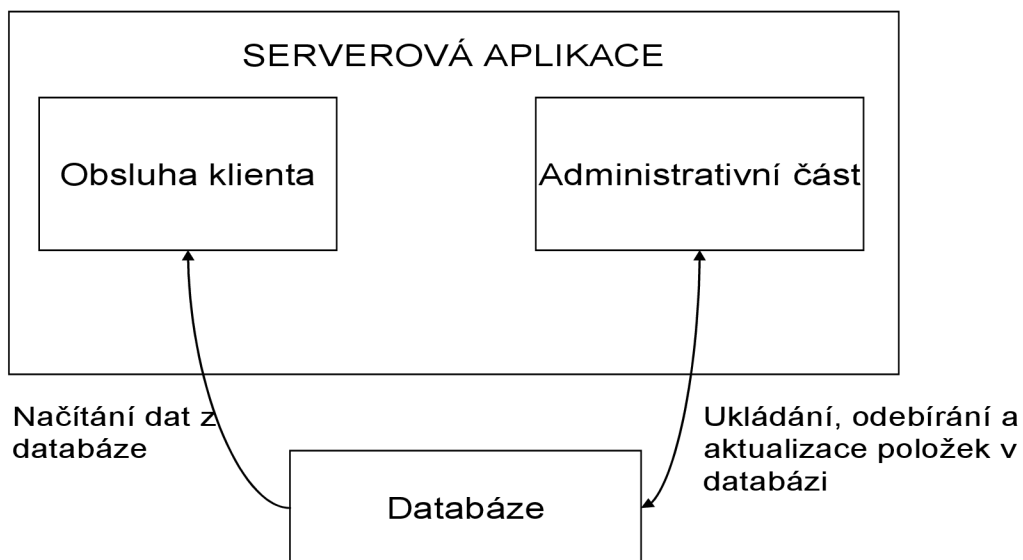 SERVEROVÁ APLIKACE
Obsluha klienta
Administrativní část
Načítání dat z
databáze
Ukládání, odebírání a
aktualizace položek v
databázi
Databáze